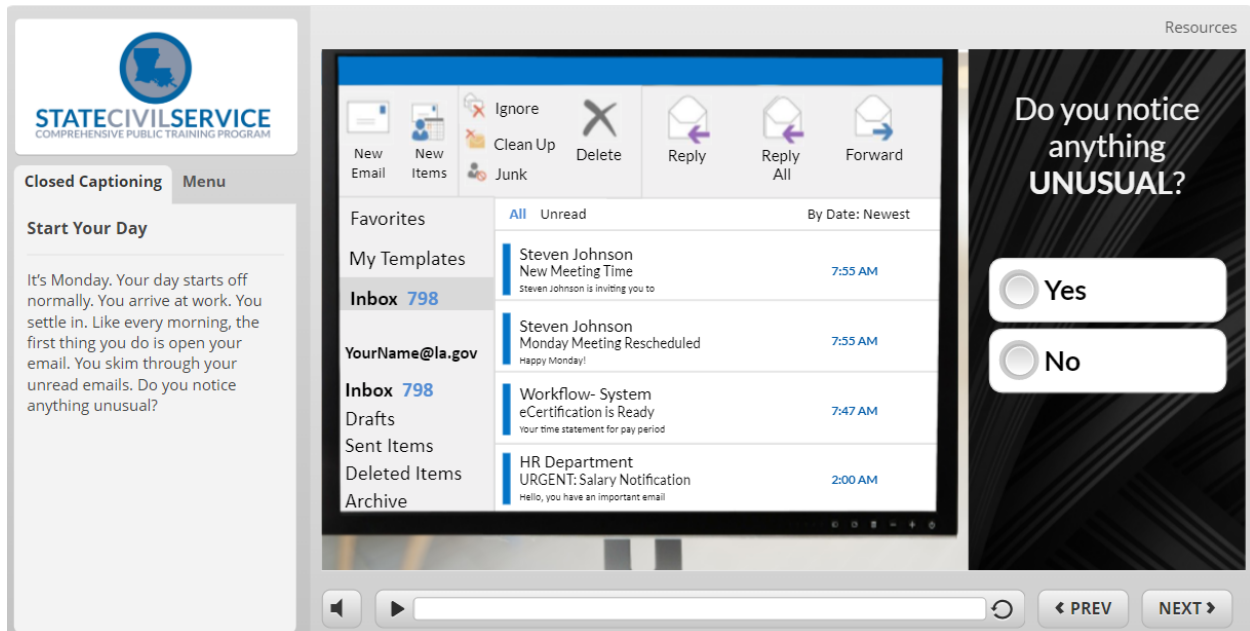 Resources
STATECIVILSERVICE
COMPREHENSIVE PUBLIC TRAINING PROGRAM
Closed Captioning Menu
Start Your Day
It's Monday. Your day starts off
normally. You arrive at work. You
settle in. Like every morning, the
first thing you do is open your
email. You skim through your
unread emails. Do you notice
anything unusual?
New
Email
New
Items
Ignore
Clean Up
Junk
Delete
Reply
Reply
All
Forward
Favorites
My Templates
Inbox 798
YourName@la.gov
Inbox 798
Drafts
Sent Items
Deleted Items
Archive
All Unread By Date: Newest
Steven Johnson
New Meeting Time 7:55 AM
Steven Johnson is inviting you to
Steven Johnson
Monday Meeting Rescheduled 7:55 AM
Happy Monday!
Workflow- System
eCertification is Ready 7:47 AM
Your time statement for pay period
HR Department
URGENT: Salary Notification 2:00 AM
Hello, you have an important email
Do you notice
anything
UNUSUAL?
Yes
No
PREV
NEXT